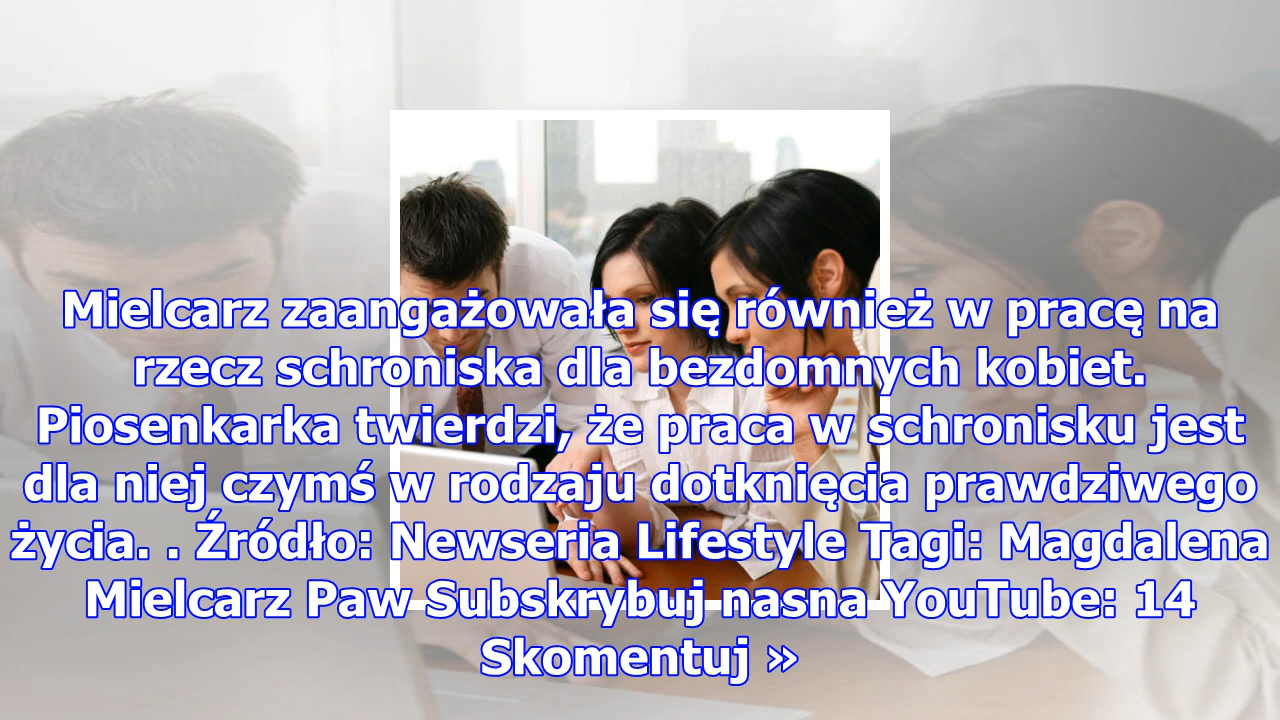 Mielcarz zaangażowała się również w pracę na
rzecz schroniska dla bezdomnych kobiet.
Piosenkarka twierdzi, że praca w schronisku jest
dla niej czymś w rodzaju dotknięcia prawdziwego
życia. . Źródło: Newseria Lifestyle Tagi: Magdalena
Mielcarz Paw Subskrybuj nasna YouTube: 14
Skomentuj »